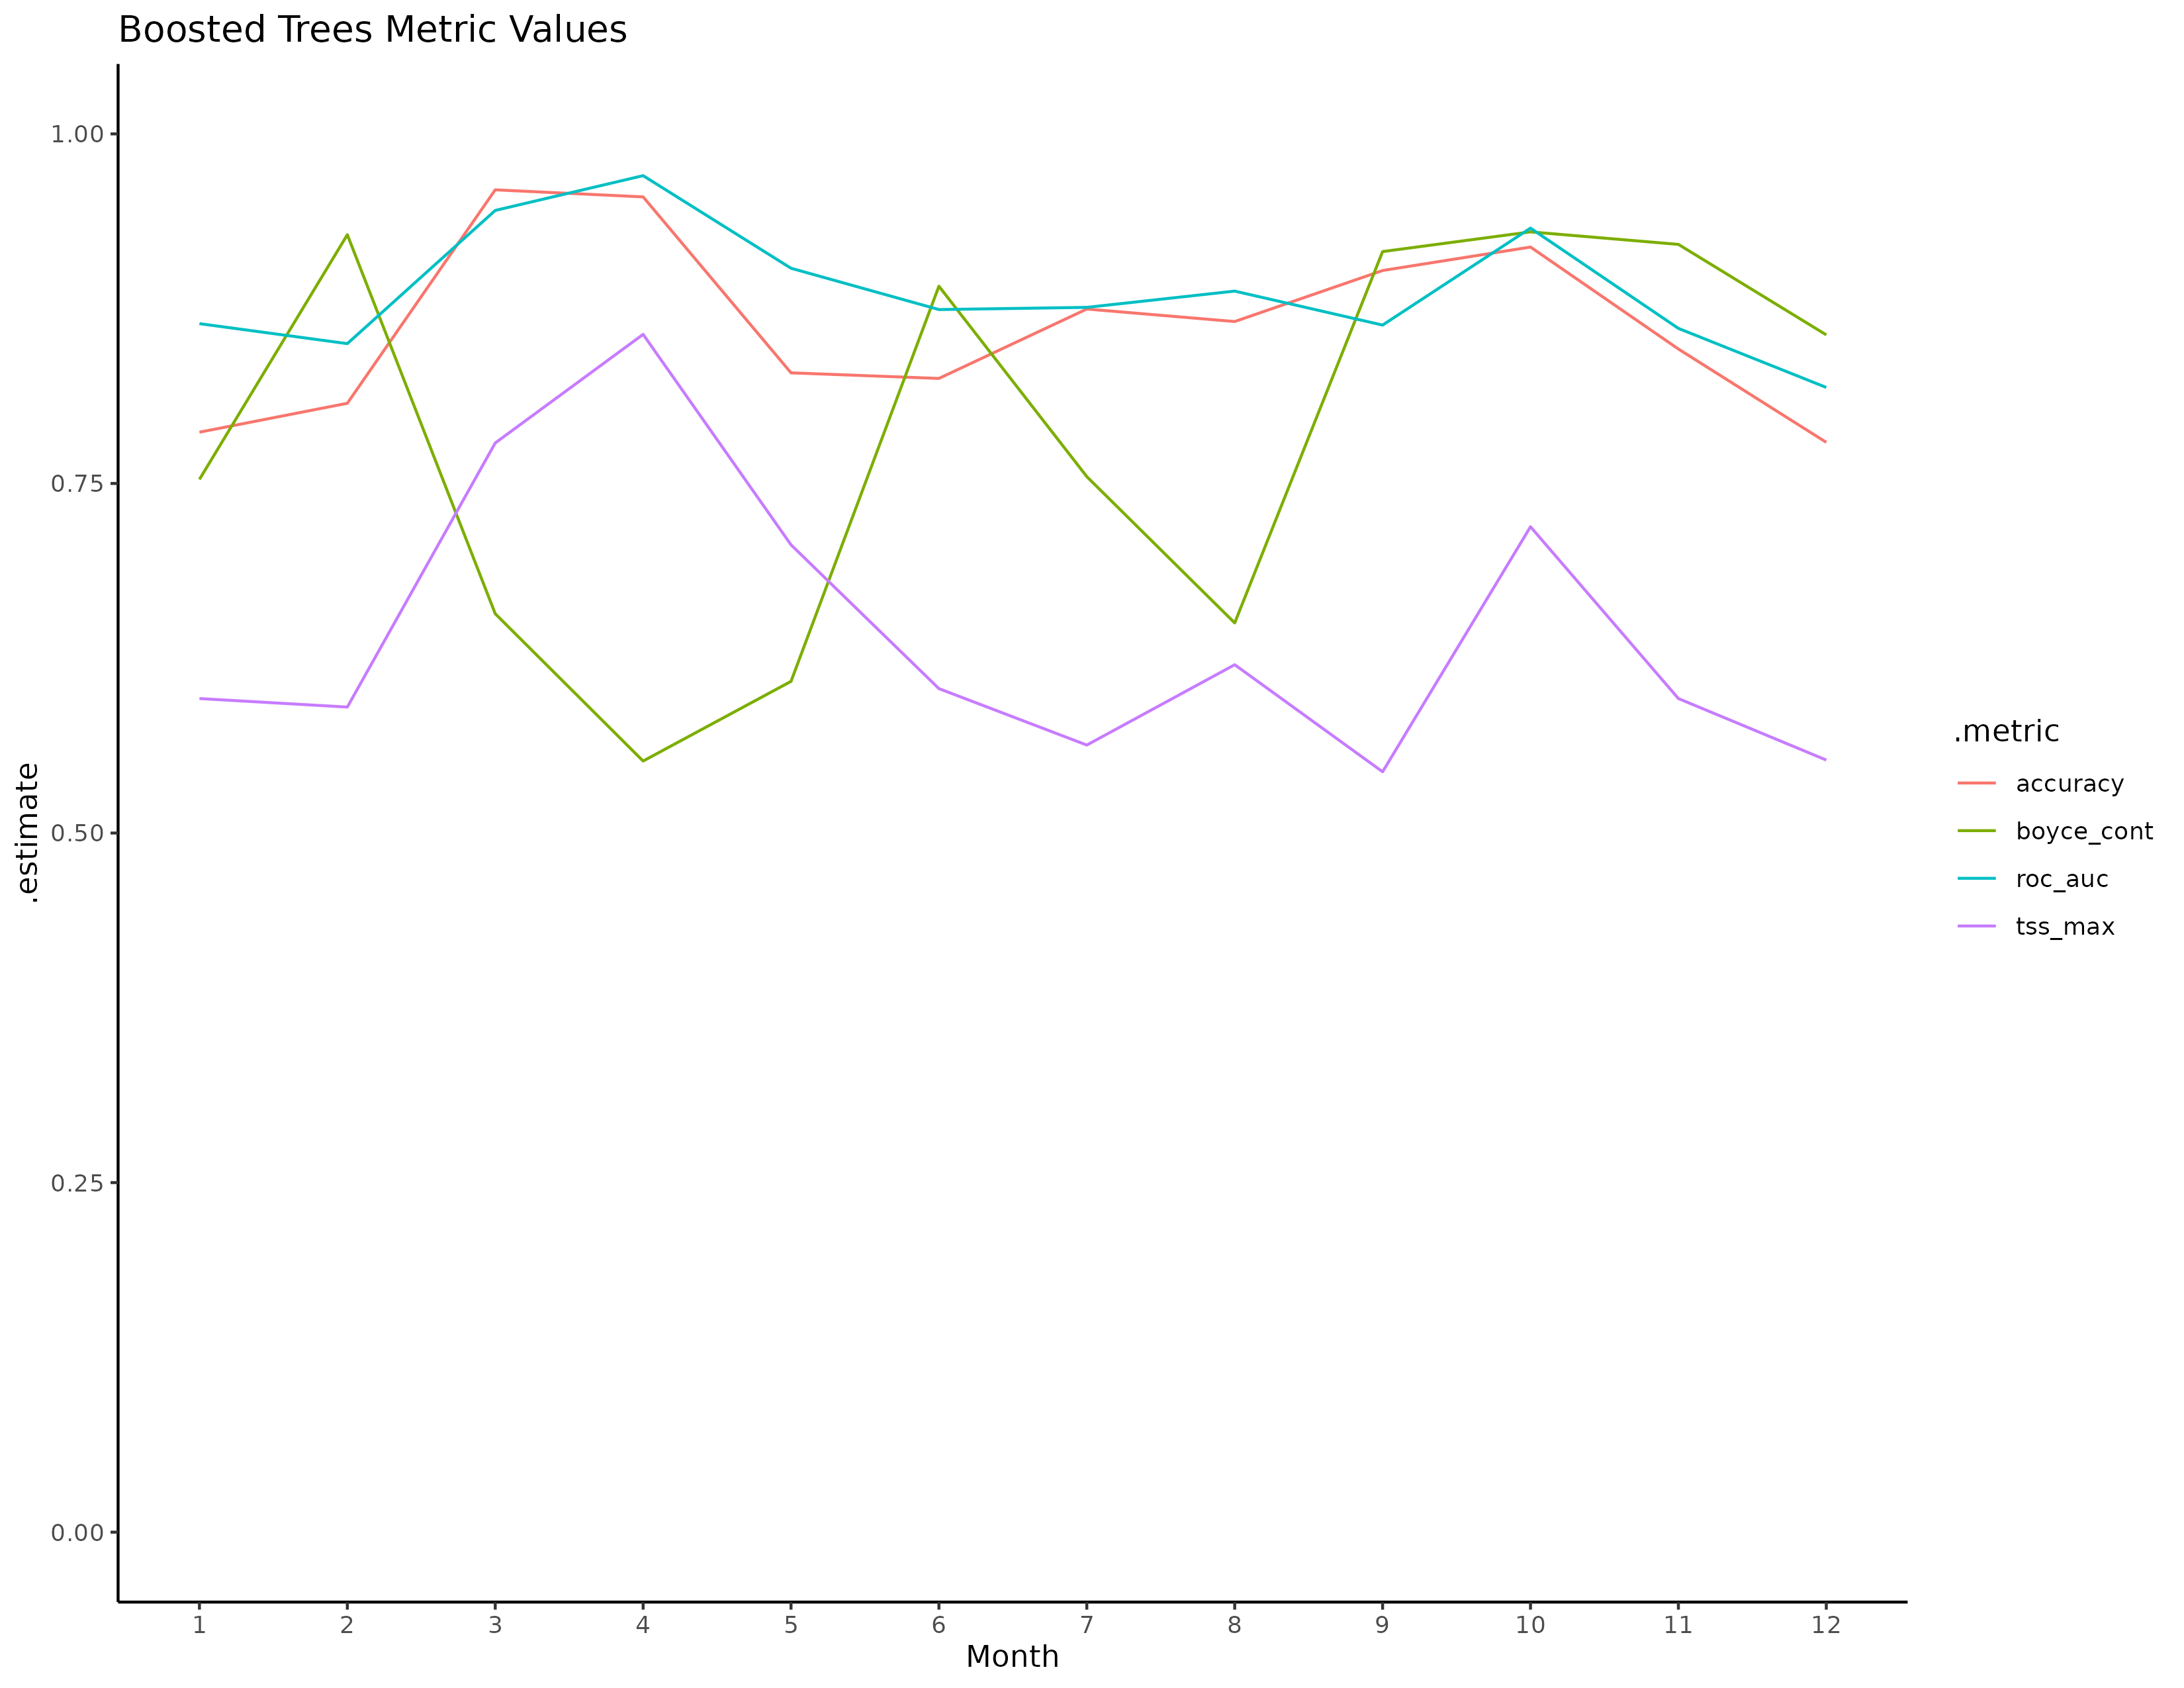 Boosted Trees Metric Values
1.00
0.75
0.50
0.25
0.00
.estimate
1 2 3 4 5 6 7 8 9 10 11 12
Month
.metric
accuracy
boyce_cont
roc_auc
tss_max